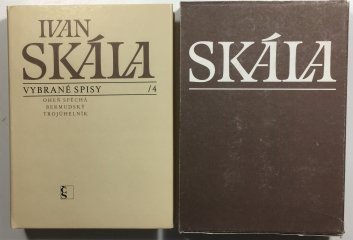 IVAN
SKÁLA
VYBRANÉ SPISY /4
OHEŇ SPĚCHÁ
BERMUDSKÝ
TROJÚHELNÍK
SKÁLA